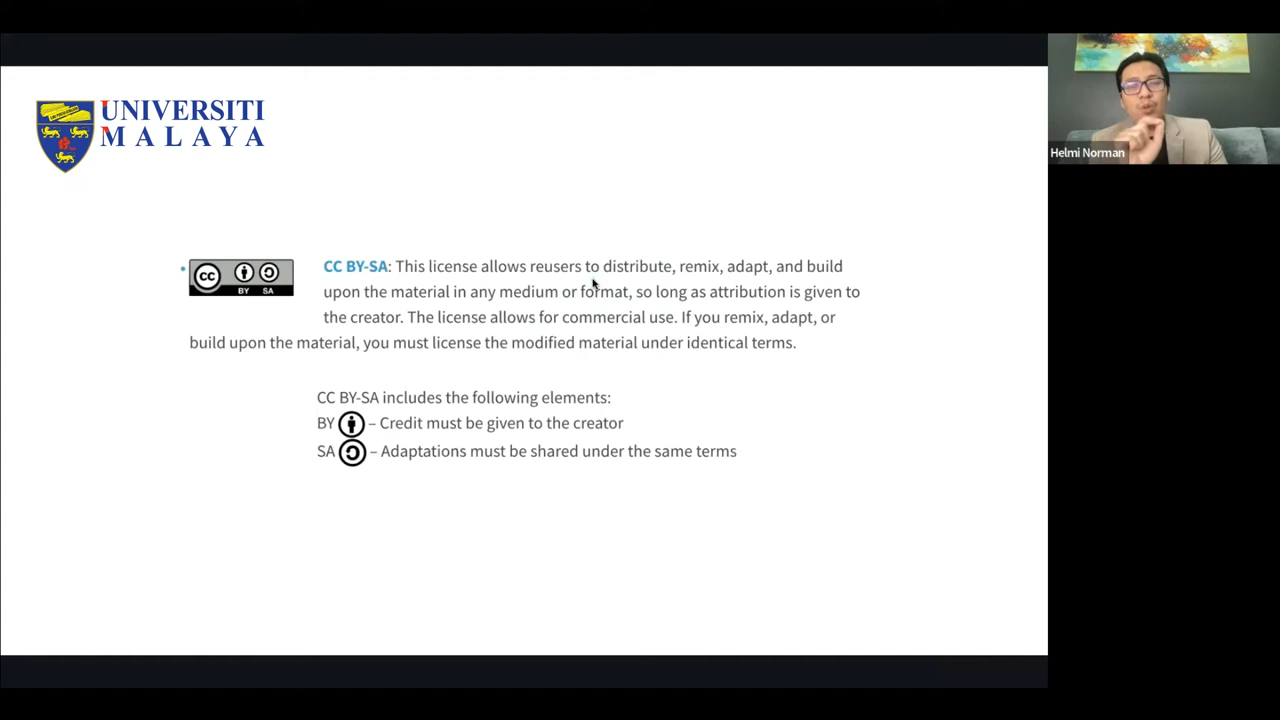 UNIVERSITI
MALAYA
Helmi Norman
CC BY SA
CC BY-SA: This license allows reusers to distribute, remix, adapt, and build
upon the material in any medium or format, so long as attribution is given to
the creator. The license allows for commercial use. If you remix, adapt, or
build upon the material, you must license the modified material under identical terms.
CC BY-SA includes the following elements:
BY – Credit must be given to the creator
SA – Adaptations must be shared under the same terms